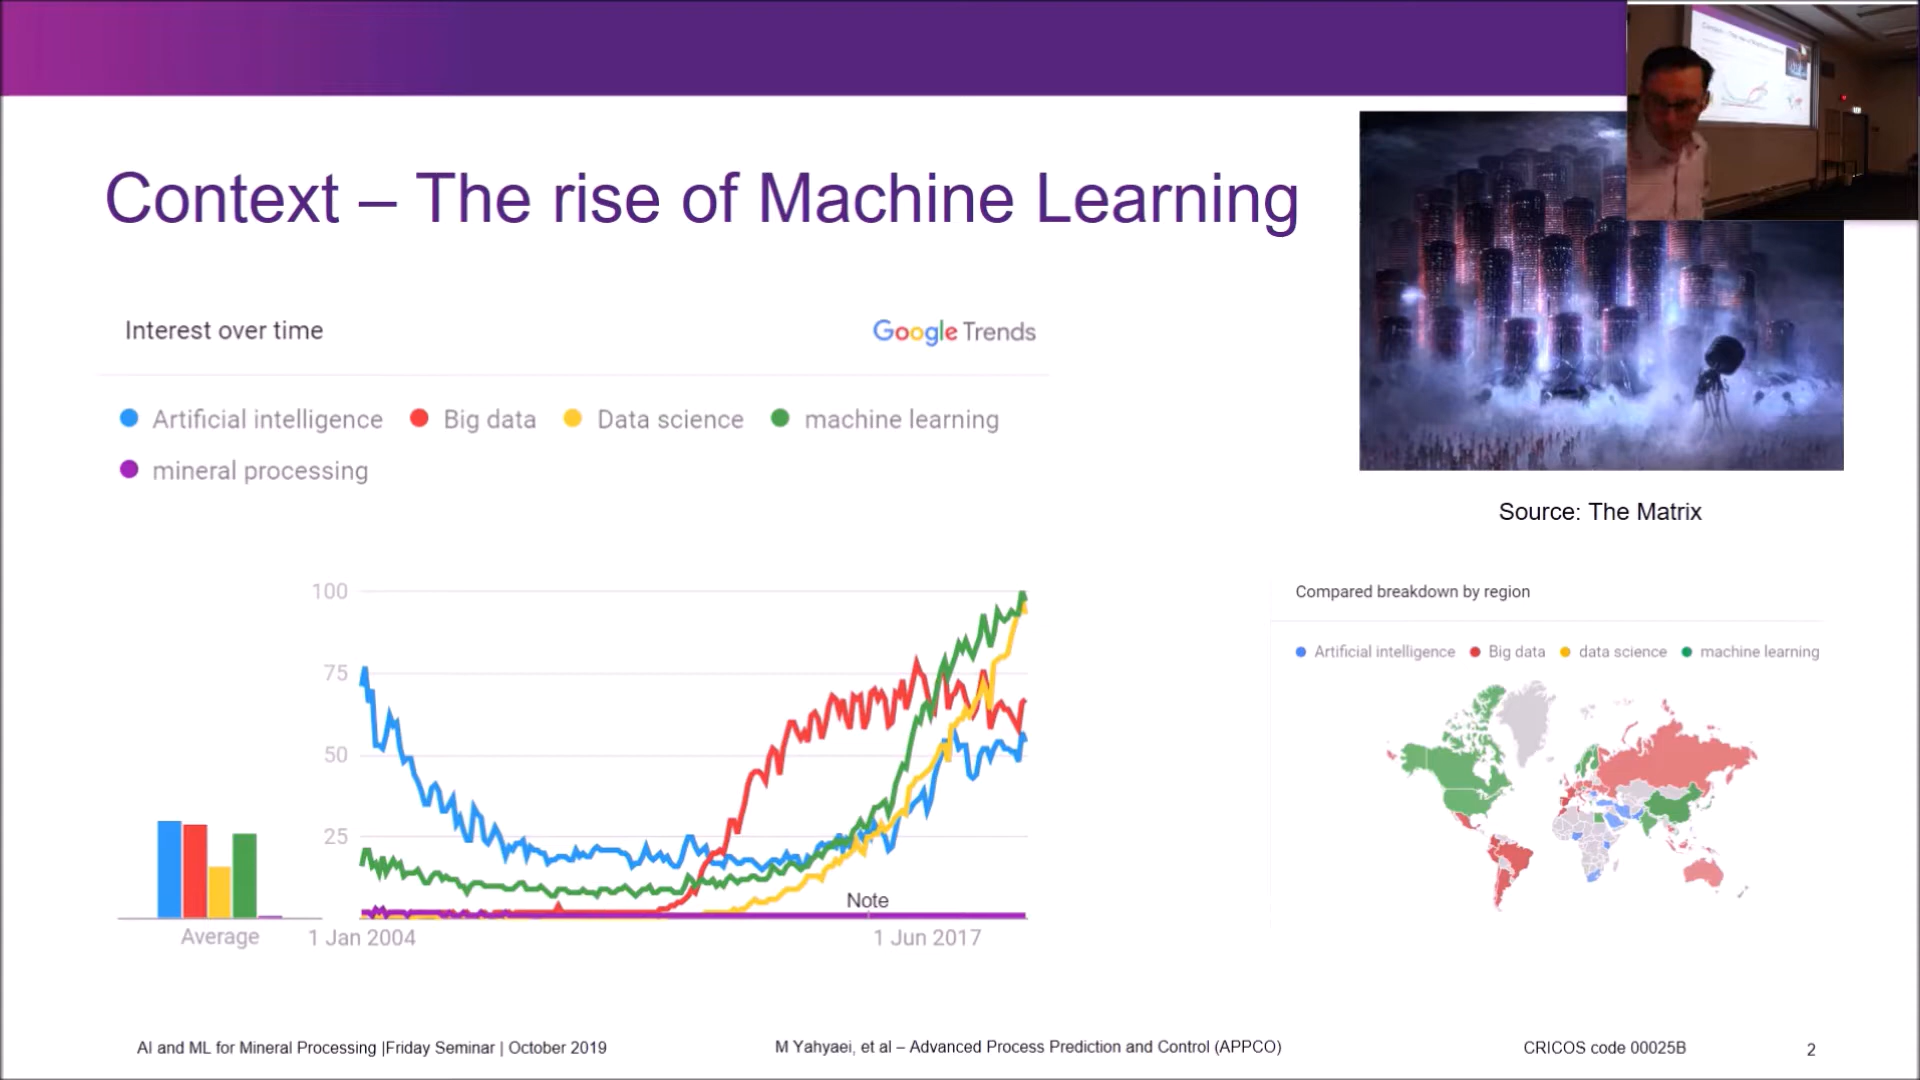 Context – The rise of Machine Learning
Interest over time
Google Trends
Artificial intelligence
Big data
Data science
machine learning
mineral processing
Source: The Matrix
100
75
50
25
Note
Average
1 Jan 2004
1 Jun 2017
Compared breakdown by region
Artificial intelligence
Big data
data science
machine learning
AI and ML for Mineral Processing |Friday Seminar | October 2019
M Yahyaei, et al – Advanced Process Prediction and Control (APPCO)
CRICOS code 00025B
2